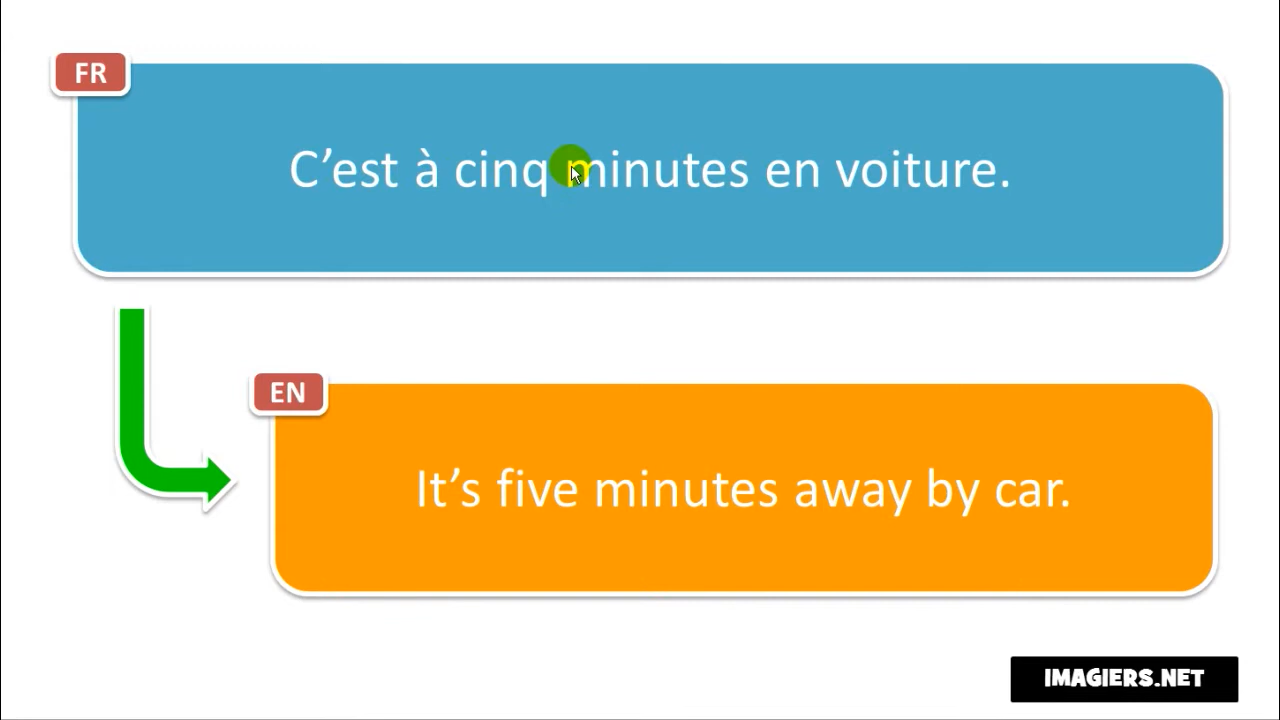 FR
C’est à cinq minutes en voiture.
EN
It’s five minutes away by car.
IMAGIERS.NET